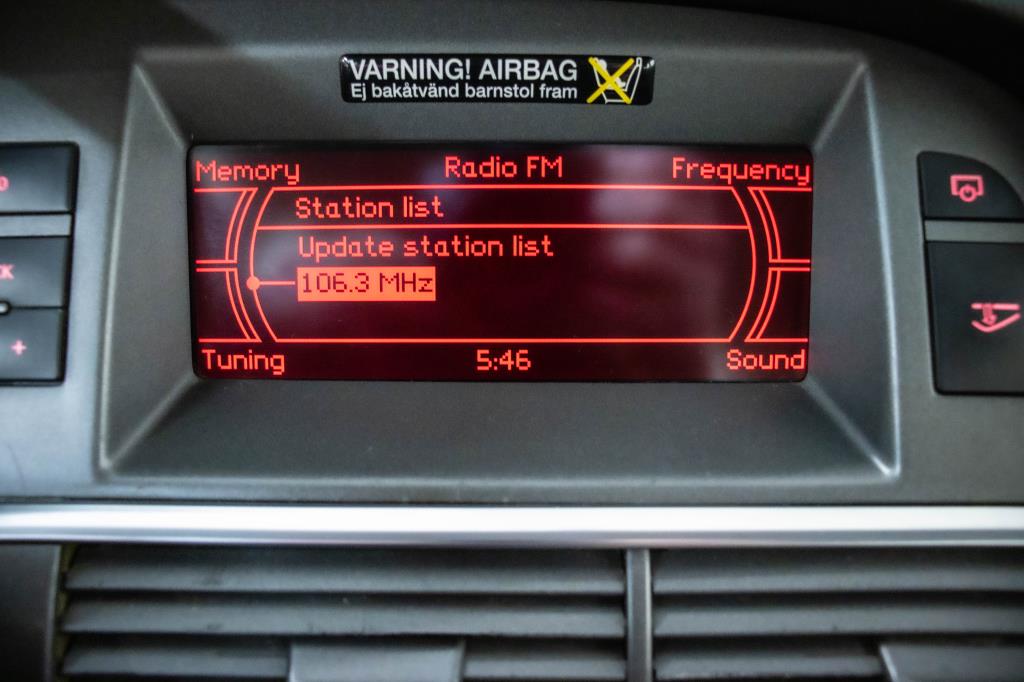 VARNING! AIRBAG
Ej bakåtvänd barnstol fram
Memory Radio FM Frequency
Station list
Update station list
106.3 MHz
Tuning 5:46 Sound
+